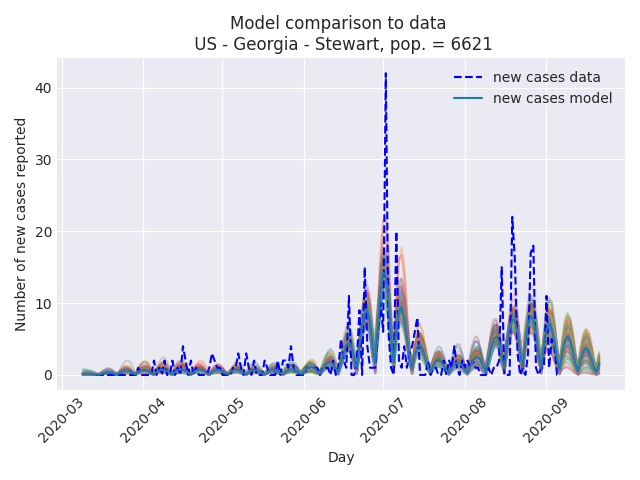 Model comparison to data
US - Georgia - Stewart, pop. = 6621
new cases data
new cases model
Number of new cases reported
40
30
20
10
0
2020-03
2020-04
2020-05
2020-06
2020-07
2020-08
2020-09
Day